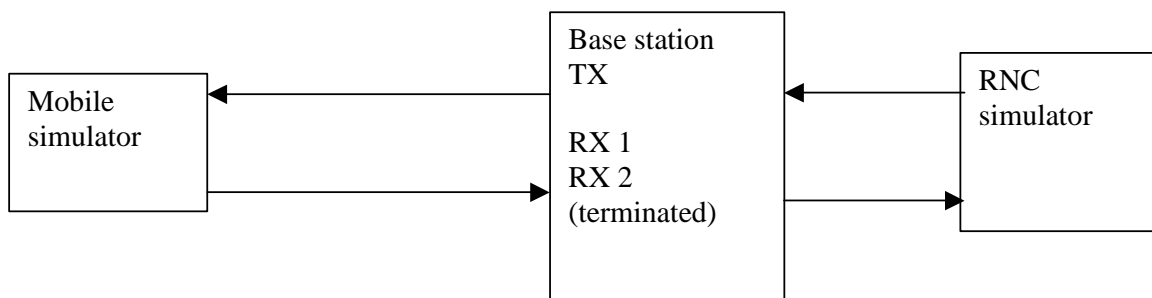 Mobile
simulator
Base station
TX
RX 1
RX 2
(terminated)
RNC
simulator